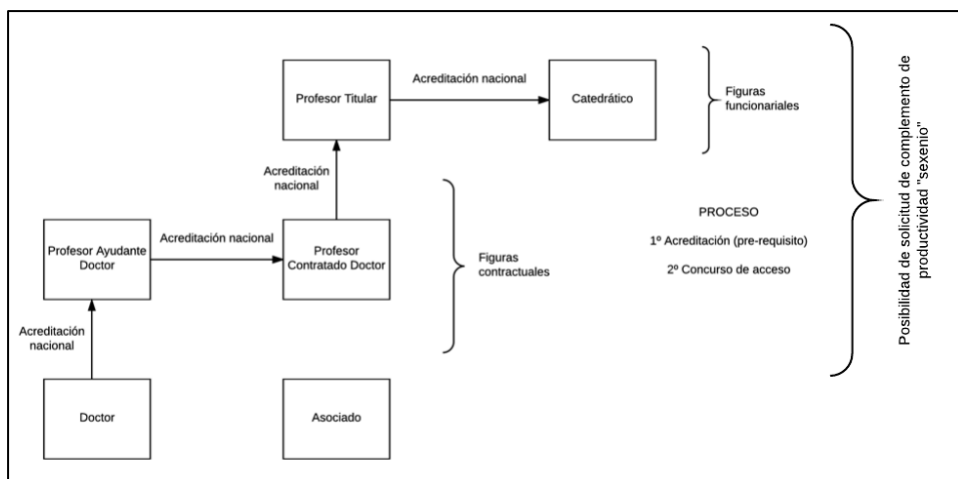 Acreditación nacional
Profesor Titular
Catedrático
Figuras
funcionariales
Acreditación
nacional
Profesor Ayudante
Doctor
Acreditación nacional
Profesor
Contratado Doctor
Figuras
contractuales
PROCESO
1º Acreditación (pre-requisito)
2º Concurso de acceso
Acreditación
nacional
Doctor
Asociado
Posibilidad de solicitud de complemento de
productividad "sexenio"